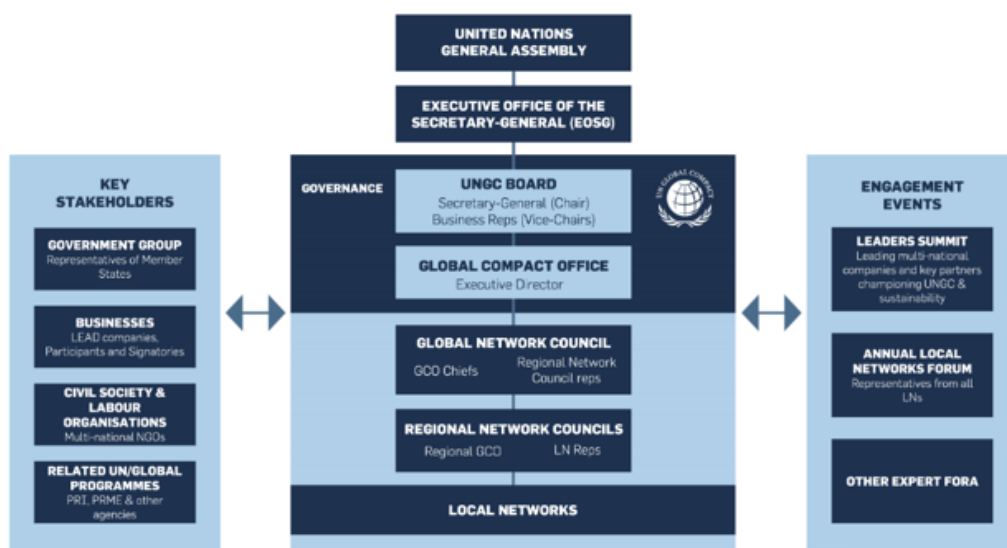 UNITED NATIONS
GENERAL ASSEMBLY
EXECUTIVE OFFICE OF THE
SECRETARY-GENERAL (EOSG)
KEY
STAKEHOLDERS
GOVERNMENT GROUP
Representatives of Member
States
BUSINESSES
LEAD companies,
Participants and Signatories
CIVIL SOCIETY &
LABOUR
ORGANISATIONS
Multi-national NGOs
RELATED UN/GLOBAL
PROGRAMMES
PRI, PRME & other
agencies
GOVERNANCE
UNGC BOARD
Secretary-General (Chair)
Business Reps (Vice-Chairs)
UN GLOBAL COMPACT
GLOBAL COMPACT OFFICE
Executive Director
GLOBAL NETWORK COUNCIL
GCO Chiefs
Regional Network
Council reps
REGIONAL NETWORK COUNCILS
Regional GCO
LN Reps
LOCAL NETWORKS
ENGAGEMENT
EVENTS
LEADERS SUMMIT
Leading multi-national
companies and key partners
championing UNGC &
sustainability
ANNUAL LOCAL
NETWORKS FORUM
Representatives from all
LNs
OTHER EXPERT FORA